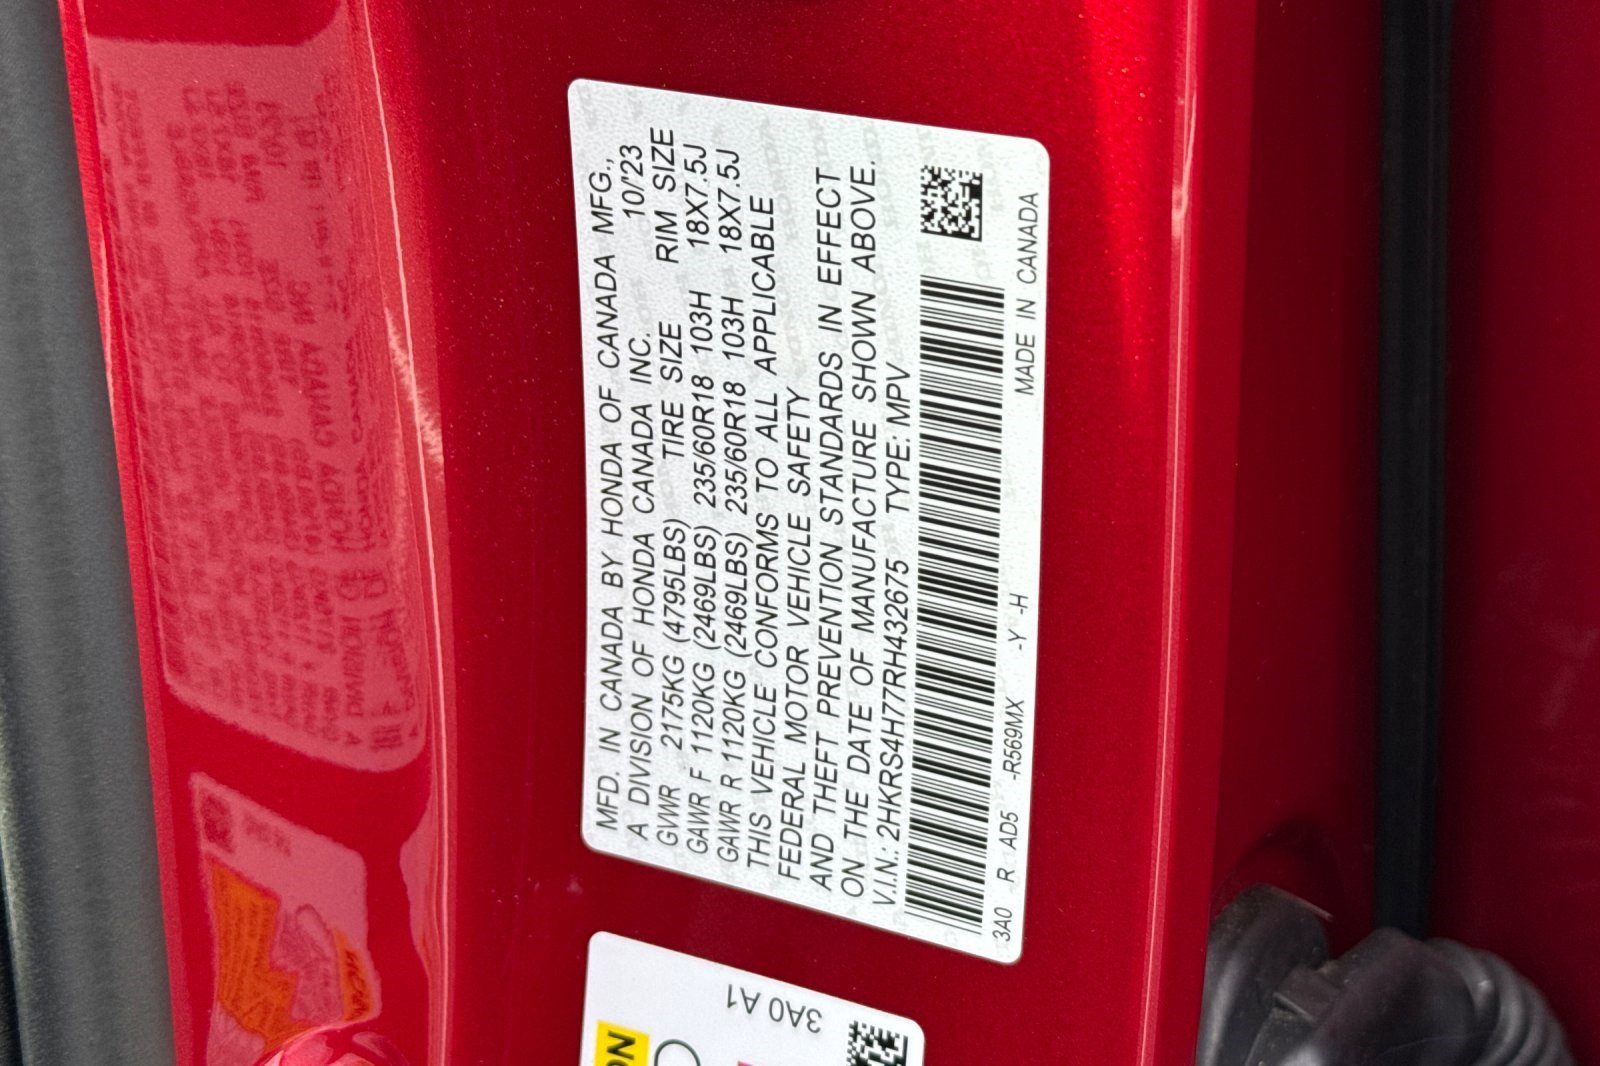 MFD. IN CANADA BY HONDA OF CANADA MFG.,
A DIVISION OF HONDA CANADA INC. 10/'23
GVWR 2175KG (4795LBS) TIRE SIZE RIM SIZE
GAWR F 1120KG (2469LBS) 235/60R18 103H 18X7.5J
GAWR R 1120KG (2469LBS) 235/60R18 103H 18X7.5J
THIS VEHICLE CONFORMS TO ALL APPLICABLE
FEDERAL MOTOR VEHICLE SAFETY
AND THEFT PREVENTION STANDARDS IN EFFECT
ON THE DATE OF MANUFACTURE SHOWN ABOVE.
V.I.N.: 2HKRS4H77RH432675 TYPE: MPV
3A0 R AD5 -R569MX -Y -H MADE IN CANADA
3A0 A1